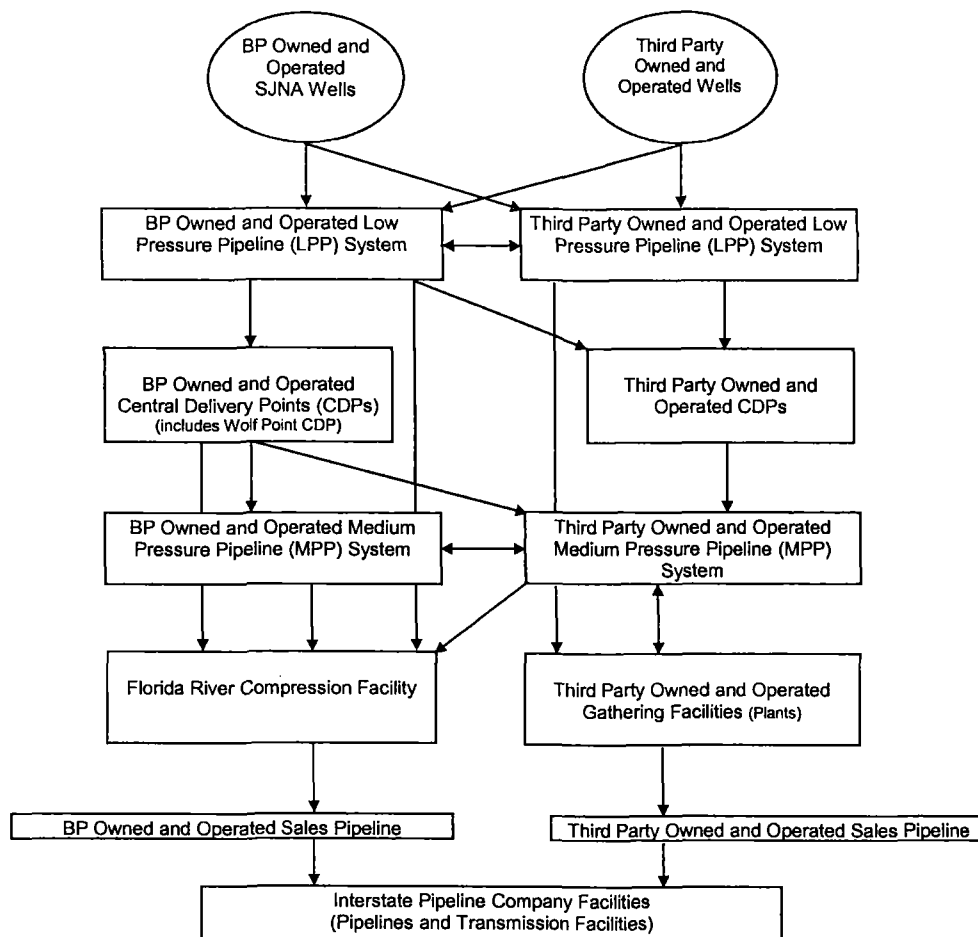 BP Owned and
Operated
SJNA Wells
Third Party
Owned and
Operated Wells
BP Owned and Operated Low
Pressure Pipeline (LPP) System
Third Party Owned and Operated Low
Pressure Pipeline (LPP) System
BP Owned and Operated
Central Delivery Points (CDPs)
(includes Wolf Point CDP)
Third Party Owned and
Operated CDPs
BP Owned and Operated Medium
Pressure Pipeline (MPP) System
Third Party Owned and Operated
Medium Pressure Pipeline (MPP)
System
Florida River Compression Facility
Third Party Owned and Operated
Gathering Facilities (Plants)
BP Owned and Operated Sales Pipeline
Third Party Owned and Operated Sales Pipeline
Interstate Pipeline Company Facilities
(Pipelines and Transmission Facilities)